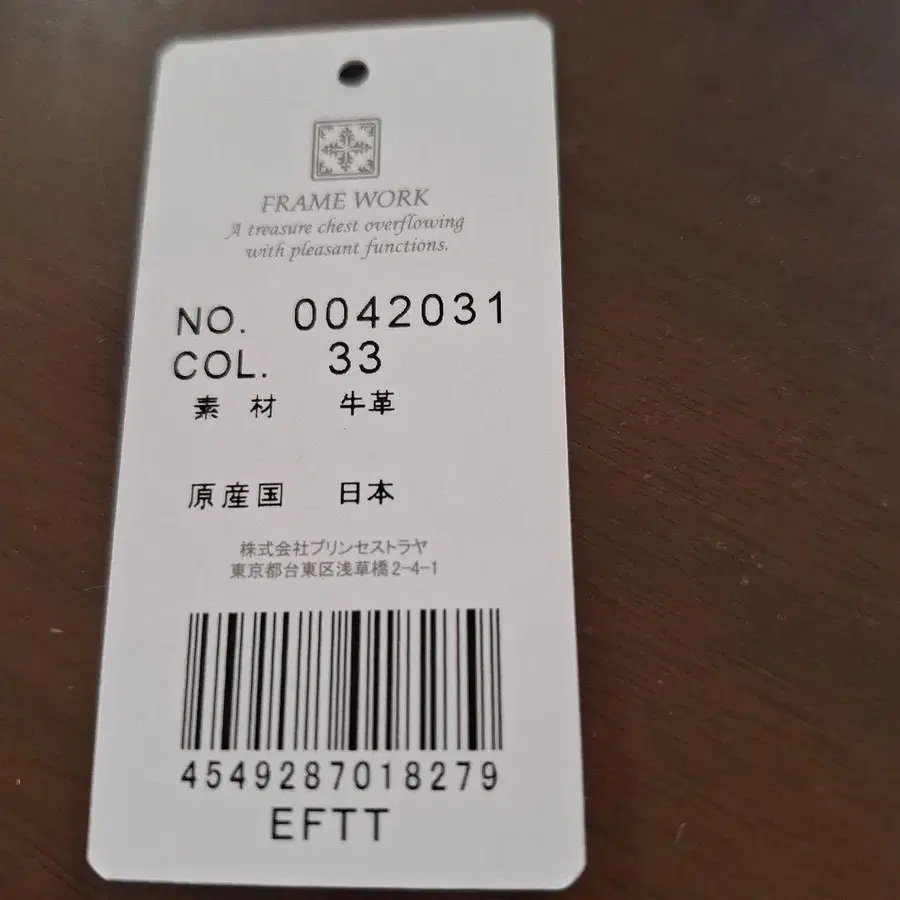 FRAME WORK
A treasure chest overflowing
with pleasant functions.
NO. 0042031
COL. 33
素 材 牛革
原産国 日本
株式会社プリンセストラヤ
東京都台東区浅草橋2-4-1
4549287018279
EFTT